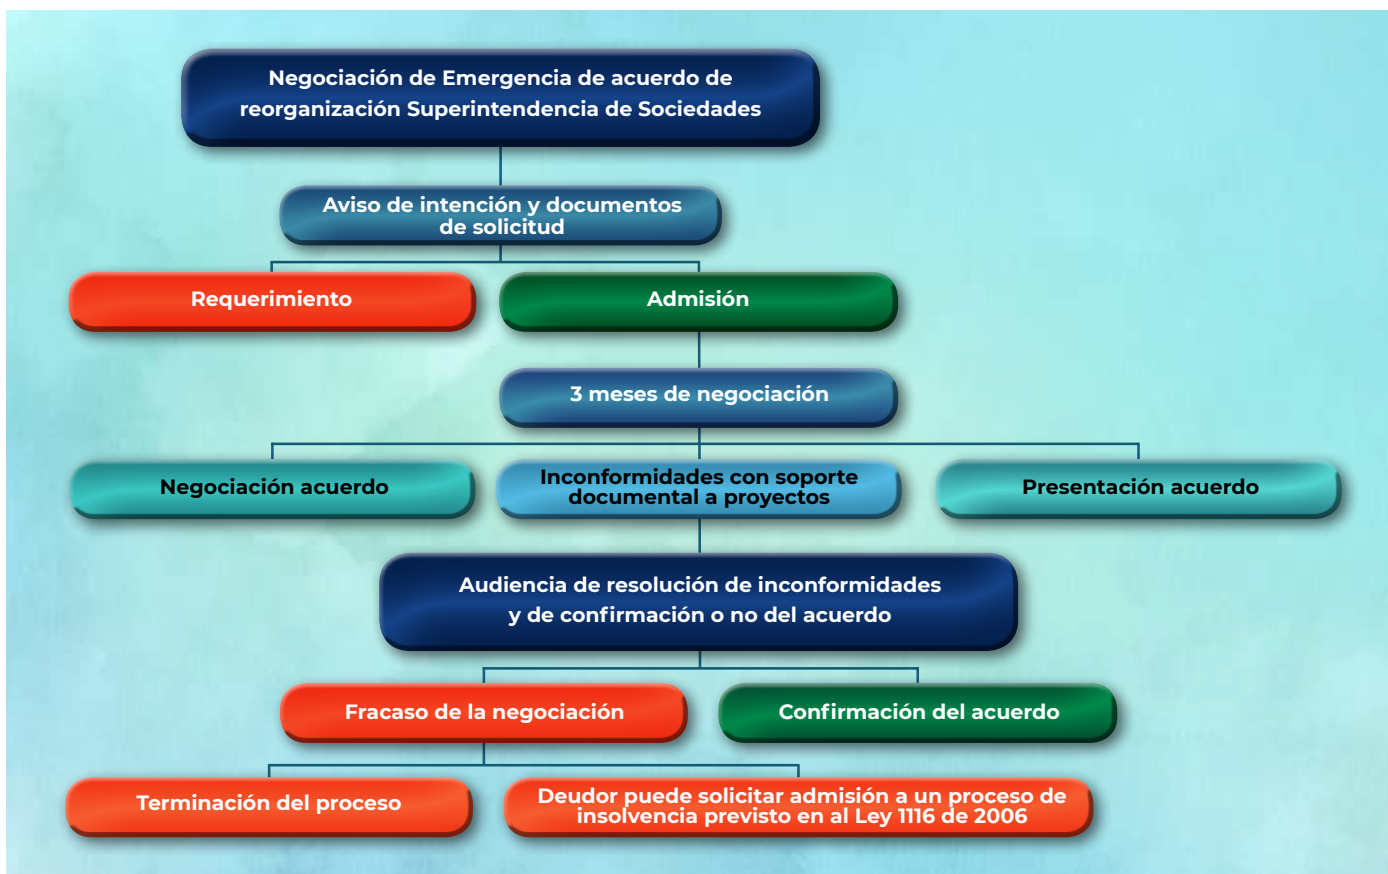 Negociación de Emergencia de acuerdo de
reorganización Superintendencia de Sociedades
Aviso de intención y documentos
de solicitud
Requerimiento
Admisión
3 meses de negociación
Negociación acuerdo
Inconformidades con soporte
documental a proyectos
Presentación acuerdo
Audiencia de resolución de inconformidades
y de confirmación o no del acuerdo
Fracaso de la negociación
Confirmación del acuerdo
Terminación del proceso
Deudor puede solicitar admisión a un proceso de
insolvencia previsto en al Ley 1116 de 2006